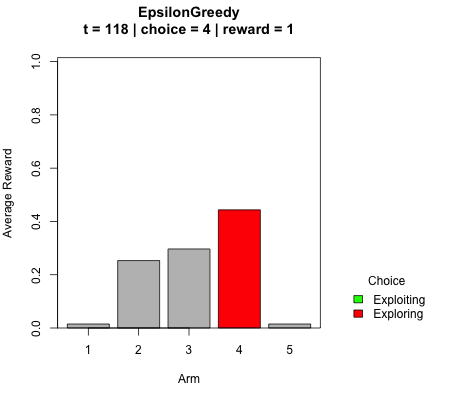 EpsilonGreedy
t = 118 | choice = 4 | reward = 1
Average Reward
1.0
0.8
0.6
0.4
0.2
0.0
1 2 3 4 5
Arm
Choice
Exploiting
Exploring